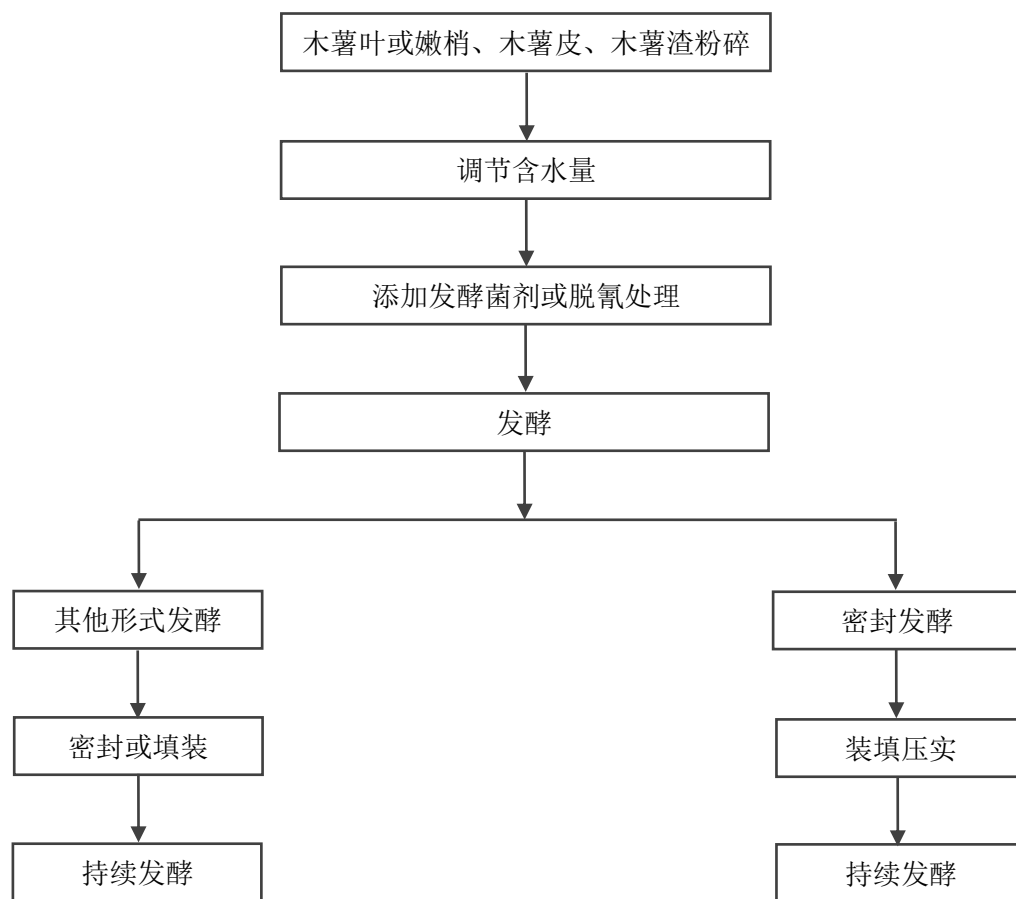 木薯叶或嫩梢、木薯皮、木薯渣粉碎
调节含水量
添加发酵菌剂或脱氰处理
发酵
其他形式发酵
密封发酵
密封或填装
装填压实
持续发酵
持续发酵